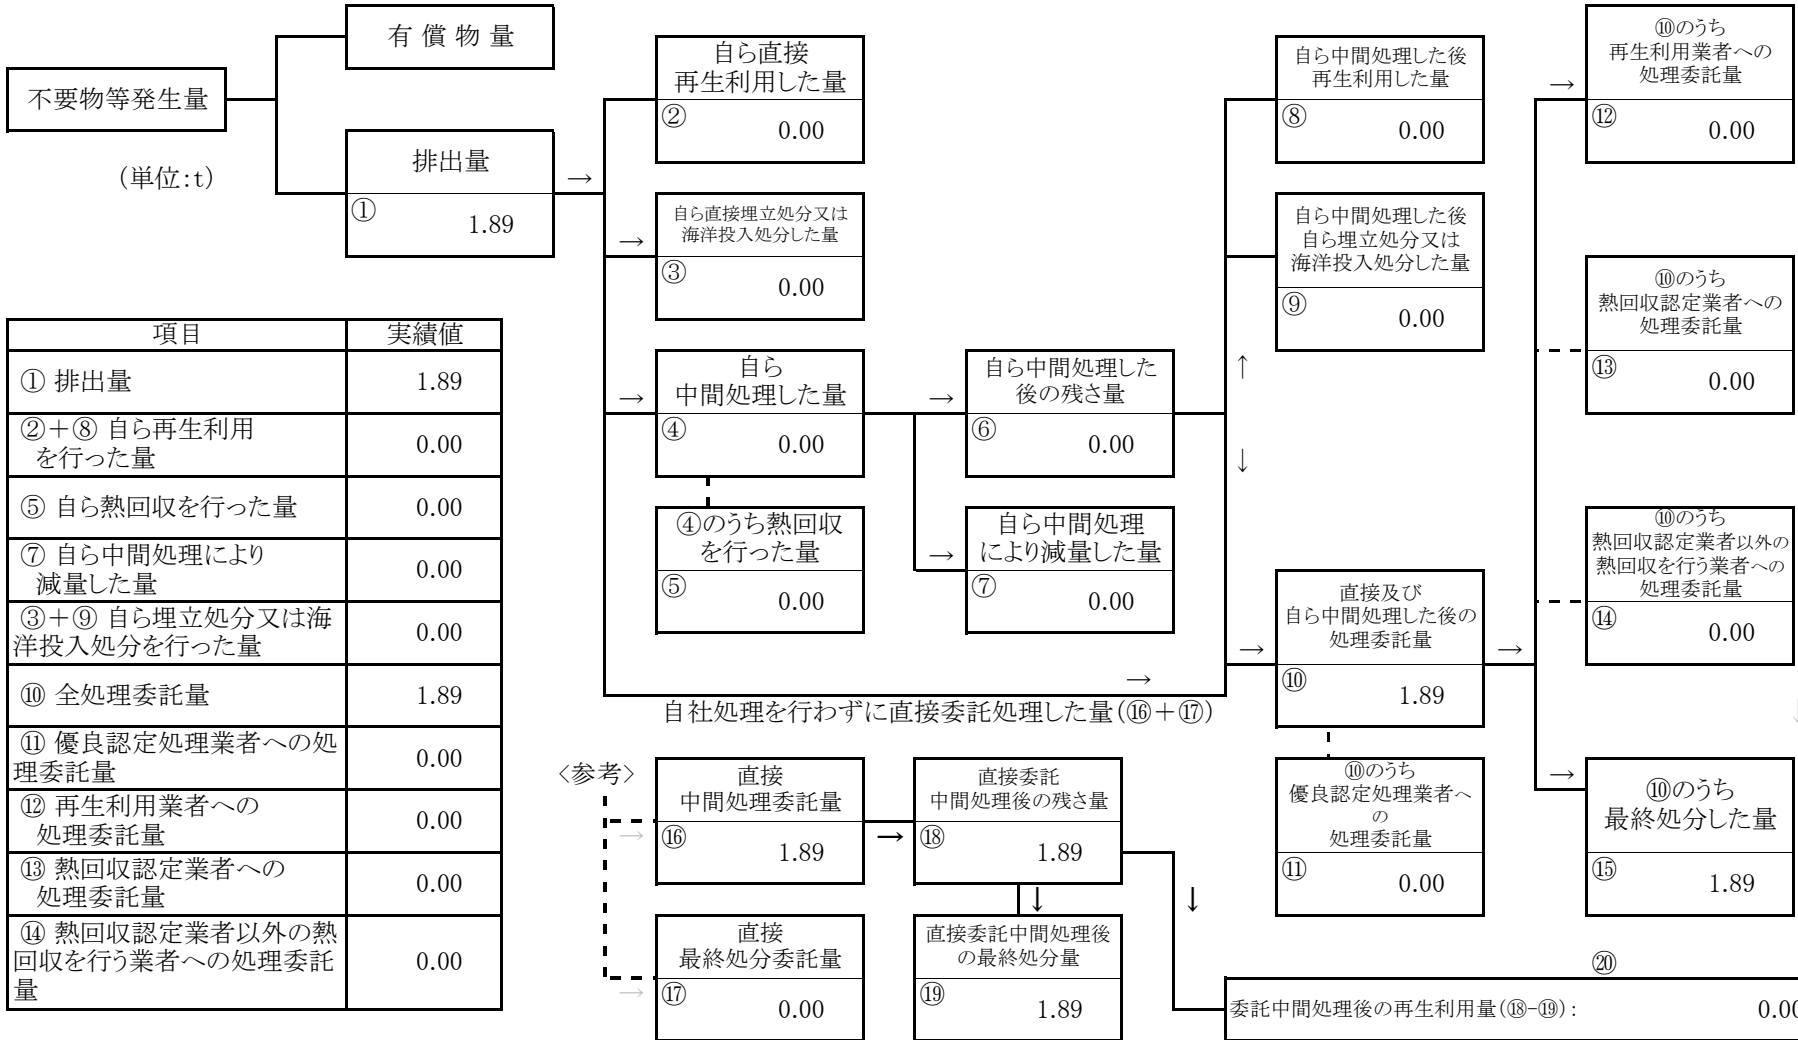 有 償 物 量
不要物等発生量
(単位:t)
排出量
①
1.89
→
自ら直接
再生利用した量
②
0.00
→
自ら直接埋立処分又は
海洋投入処分した量
③
0.00
→
自ら
中間処理した量
④
0.00
④のうち熱回収
を行った量
⑤
0.00
→
自ら中間処理した
後の残さ量
⑥
0.00
→
自ら中間処理
により減量した量
⑦
0.00
↑
↓
自ら中間処理した後
再生利用した量
⑧
0.00
自ら中間処理した後
自ら埋立処分又は
海洋投入処分した量
⑨
0.00
→
自社処理を行わずに直接委託処理した量(⑯+⑰)
→
直接及び
自ら中間処理した後の
処理委託量
⑩
1.89
→
⑩のうち
優良認定処理業者へ
の
処理委託量
⑪
0.00
→
⑩のうち
再生利用業者への
処理委託量
⑫
0.00
⑩のうち
熱回収認定業者への
処理委託量
⑬
0.00
⑩のうち
熱回収認定業者以外の
熱回収を行う業者への
処理委託量
⑭
0.00
→
⑩のうち
最終処分した量
⑮
1.89
項目 実績値
① 排出量 1.89
②+⑧ 自ら再生利用
を行った量 0.00
⑤ 自ら熱回収を行った量 0.00
⑦ 自ら中間処理により
減量した量 0.00
③+⑨ 自ら埋立処分又は海
洋投入処分を行った量 0.00
⑩ 全処理委託量 1.89
⑪ 優良認定処理業者への処
理委託量 0.00
⑫ 再生利用業者への
処理委託量 0.00
⑬ 熱回収認定業者への
処理委託量 0.00
⑭ 熱回収認定業者以外の熱
回収を行う業者への処理委託
量 0.00
<参考>
→
直接
中間処理委託量
⑯
1.89
→
直接委託
中間処理後の残さ量
⑱
1.89
↓
↓
→
直接
最終処分委託量
⑰
0.00
直接委託中間処理後
の最終処分量
⑲
1.89
⑳
委託中間処理後の再生利用量(⑱-⑲): 0.00